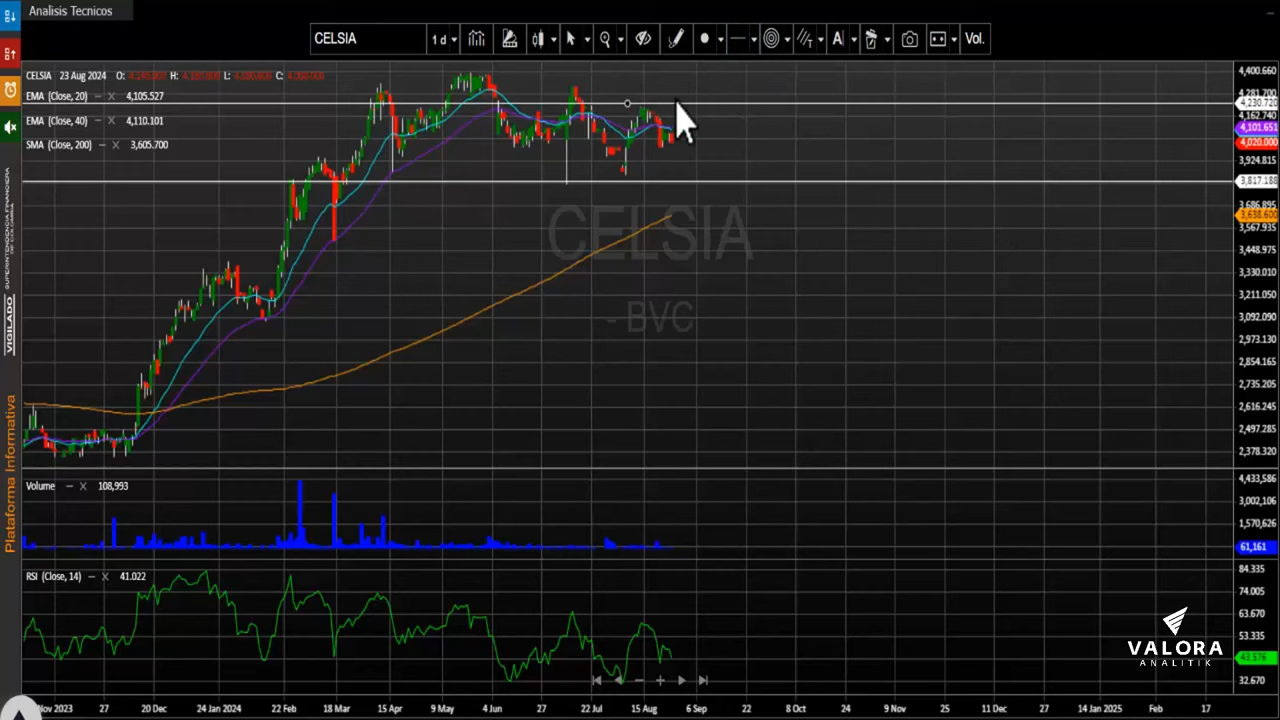 Analisis Tecnicos
CELSIA
1 d
A
Vol.
CELSIA 23 Aug 2024 O: H: L: C:
EMA (Close, 20) – X 4,105.527
EMA (Close, 40) – X 4,110.101
SMA (Close, 200) – X 3,605.700
4,400.660
4,281.700
4,230.720
4,162.740
4,101.651
4,020.000
3,924.815
3,817.188
3,686.895
3,638.600
3,567.935
3,448.975
3,330.010
3,211.050
3,092.090
2,973.130
2,854.165
2,735.205
2,616.245
2,497.285
2,378.320
CELSIA
- BVC
Volume – X 108,993
4,433,586
3,002,106
1,570,626
61,161
RSI (Close, 14) – X 41.022
84.335
74.005
63.670
53.335
43.576
32.670
Nov 2023 27 20 Dec 24 Jan 2024 22 Feb 18 Mar 15 Apr 9 May 4 Jun 27 22 Jul 15 Aug 6 Sep 22 8 Oct 27 9 Nov 27 11 Dec 27 14 Jan 2025 Feb 17
VIGILADO
SUPERINTENDENCIA FINANCIERA
DE COLOMBIA
Plataforma Informativa
VALORA
ANALITIK